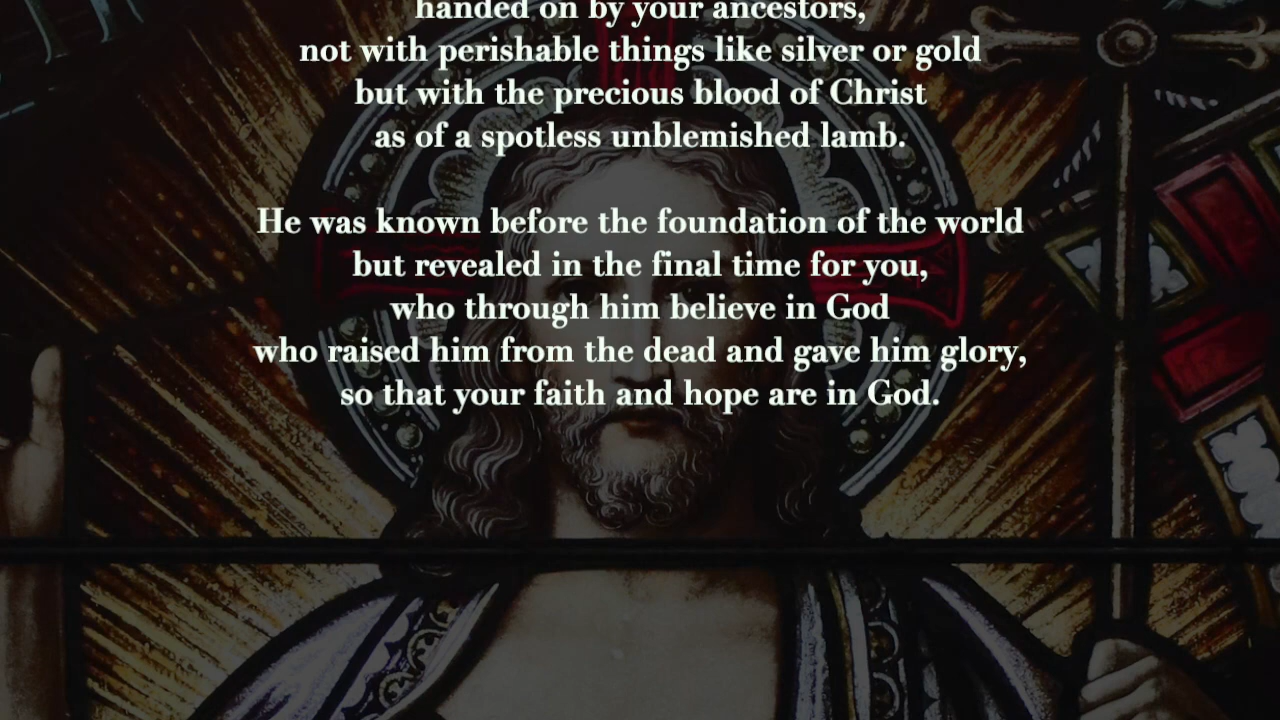 handed on by your ancestors,
not with perishable things like silver or gold
but with the precious blood of Christ
as of a spotless unblemished lamb.
He was known before the foundation of the world
but revealed in the final time for you,
who through him believe in God
who raised him from the dead and gave him glory,
so that your faith and hope are in God.